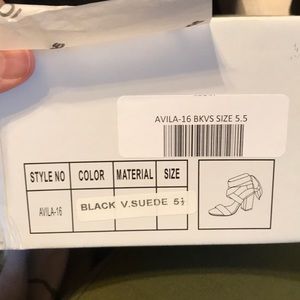 AVILA-16 BKVS SIZE 5.5
STYLE NO COLOR MATERIAL SIZE
AVILA-16 BLACK V.SUEDE 5½